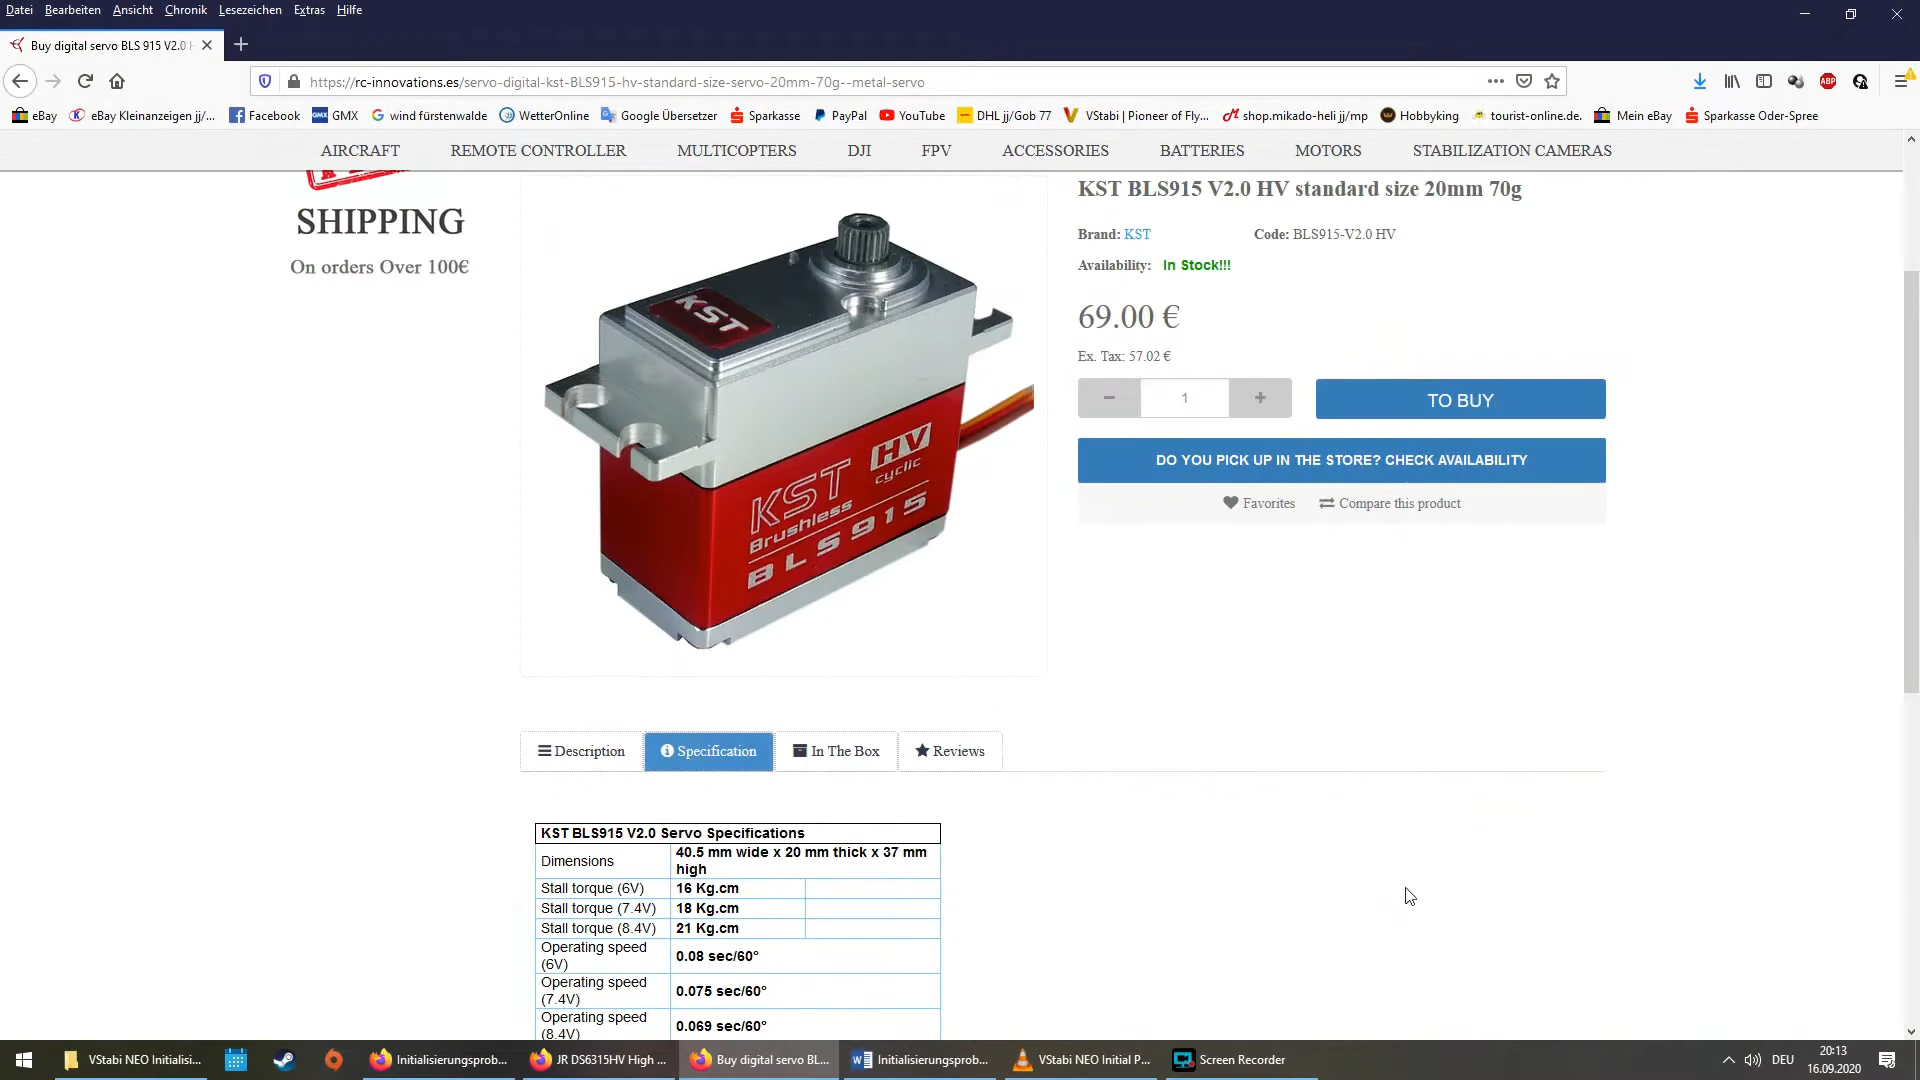 Datei Bearbeiten Ansicht Chronik Lesezeichen Extras Hilfe
Buy digital servo BLS 915 V2.0 H
https://rc-innovations.es/servo-digital-kst-BLS915-hv-standard-size-servo-20mm-70g--metal-servo
ABP
eBay eBay Kleinanzeigen jj/... Facebook GMX GMX wind fürstenwalde WetterOnline Google Übersetzer Sparkasse PayPal YouTube DHL jj/Gob 77 VStabi | Pioneer of Fly... shop.mikado-heli jj/mp Hobbyking tourist-online.de. Mein eBay Sparkasse Oder-Spree
AIRCRAFT REMOTE CONTROLLER MULTICOPTERS DJI FPV ACCESSORIES BATTERIES MOTORS STABILIZATION CAMERAS
SHIPPING
On orders Over 100€
KST
KST
Brushless
HV
cyclic
BLS915
KST BLS915 V2.0 HV standard size 20mm 70g
Brand: KST Code: BLS915-V2.0 HV
Availability: In Stock!!!
69.00 €
Ex. Tax: 57.02 €
− 1 + TO BUY
DO YOU PICK UP IN THE STORE? CHECK AVAILABILITY
Favorites Compare this product
Description Specification In The Box Reviews
KST BLS915 V2.0 Servo Specifications
Dimensions 40.5 mm wide x 20 mm thick x 37 mm
high
Stall torque (6V) 16 Kg.cm
Stall torque (7.4V) 18 Kg.cm
Stall torque (8.4V) 21 Kg.cm
Operating speed
(6V) 0.08 sec/60°
Operating speed
(7.4V) 0.075 sec/60°
Operating speed
(8.4V) 0.069 sec/60°
VStabi NEO Initialisi... Initialisierungsprob... JR DS6315HV High ... Buy digital servo BL... Initialisierungsprob... VStabi NEO Initial P... Screen Recorder DEU
20:13
16.09.2020